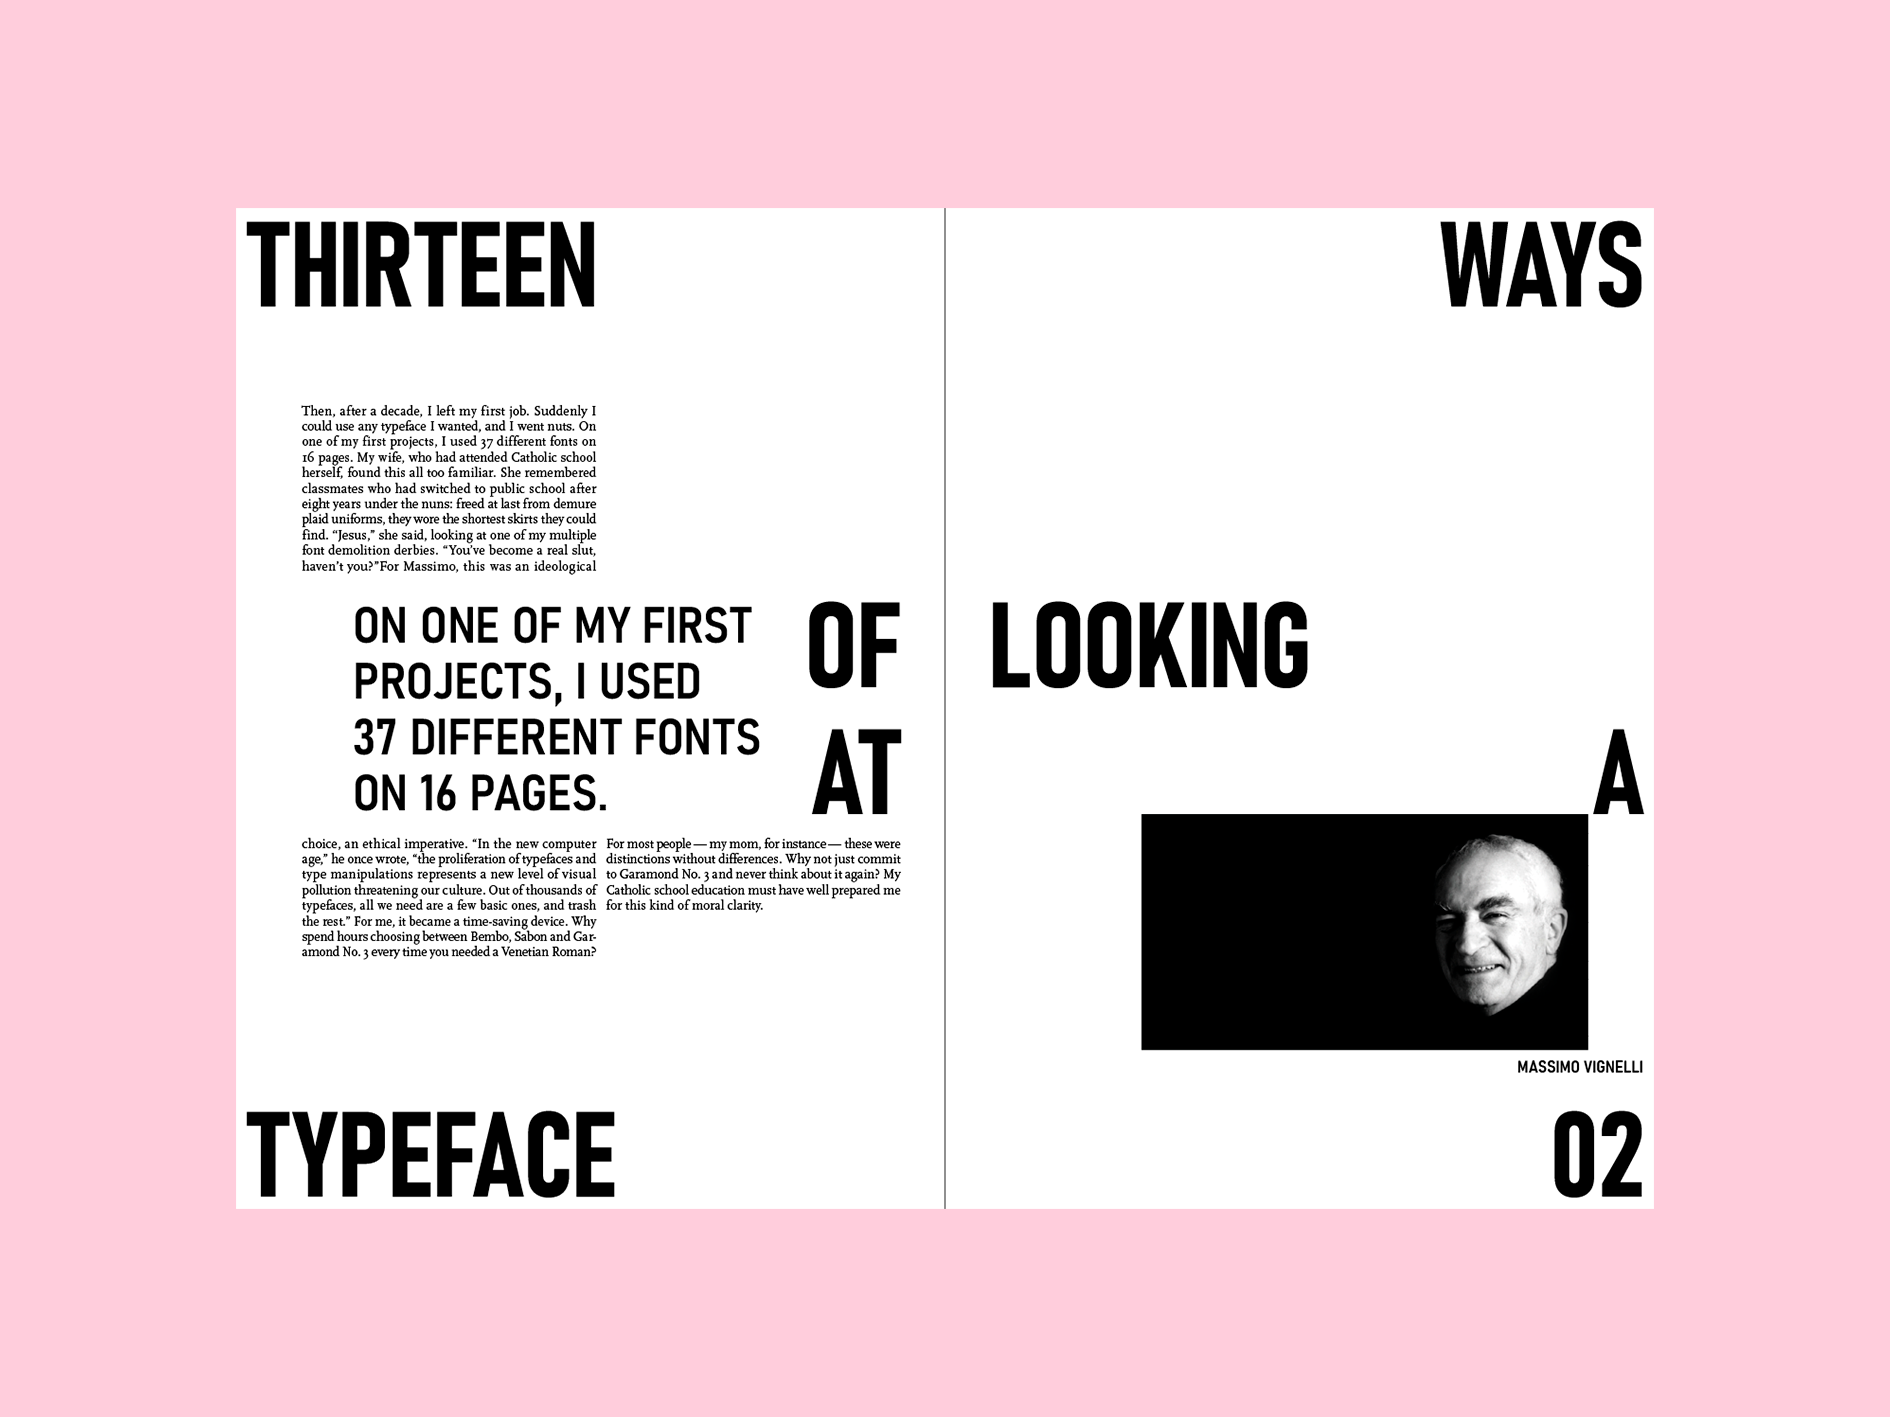 THIRTEEN
WAYS
Then, after a decade, I left my first job. Suddenly I
could use any typeface I wanted, and I went nuts. On
one of my first projects, I used 37 different fonts on
16 pages. My wife, who had attended Catholic school
herself, found this all too familiar. She remembered
classmates who had switched to public school after
eight years under the nuns: freed at last from demure
plaid uniforms, they wore the shortest skirts they could
find. “Jesus,” she said, looking at one of my multiple
font demolition derbies. “You’ve become a real slut,
haven’t you?”For Massimo, this was an ideological
ON ONE OF MY FIRST
PROJECTS, I USED
37 DIFFERENT FONTS
ON 16 PAGES.
OF
LOOKING
AT
A
choice, an ethical imperative. “In the new computer
age,” he once wrote, “the proliferation of typefaces and
type manipulations represents a new level of visual
pollution threatening our culture. Out of thousands of
typefaces, all we need are a few basic ones, and trash
the rest.” For me, it became a time-saving device. Why
spend hours choosing between Bembo, Sabon and Gar-
amond No. 3 every time you needed a Venetian Roman?
For most people — my mom, for instance — these were
distinctions without differences. Why not just commit
to Garamond No. 3 and never think about it again? My
Catholic school education must have well prepared me
for this kind of moral clarity.
MASSIMO VIGNELLI
TYPEFACE
02